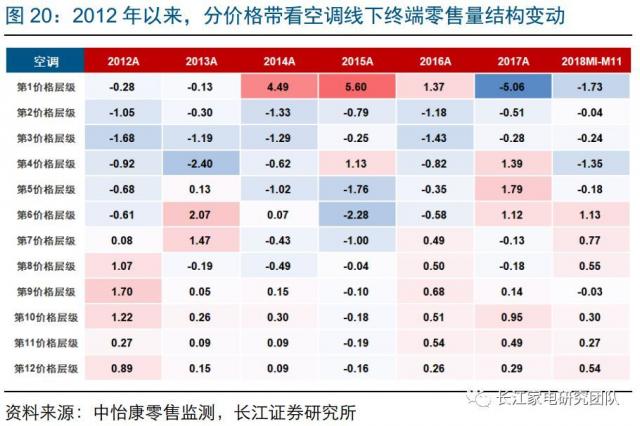 图 20：2012 年以来，分价格带看空调线下终端零售量结构变动
空调 2012A 2013A 2014A 2015A 2016A 2017A 2018MI-M11
第1价格层级 -0.28 -0.13 4.49 5.60 1.37 -5.06 -1.73
第2价格层级 -1.05 -0.30 -1.33 -0.79 -1.18 -0.51 -0.04
第3价格层级 -1.68 -1.19 -1.29 -0.25 -1.43 -0.28 -0.24
第4价格层级 -0.92 -2.40 -0.62 1.13 -0.82 1.39 -1.35
第5价格层级 -0.68 0.13 -1.02 -1.76 -0.35 1.79 -0.18
第6价格层级 -0.61 2.07 0.07 -2.28 -0.58 1.12 1.13
第7价格层级 0.08 1.47 -0.43 -1.00 0.49 -0.13 0.77
第8价格层级 1.07 -0.19 -0.49 -0.04 0.50 -0.18 0.55
第9价格层级 1.70 0.05 0.15 -0.10 0.68 0.14 -0.03
第10价格层级 1.22 0.26 0.30 -0.18 0.51 0.95 0.30
第11价格层级 0.27 0.09 0.09 -0.11 0.54 0.49 0.27
第12价格层级 0.89 0.15 0.09 -0.16 0.26 0.29 0.54
长江家电研究团队
资料来源：中怡康零售监测，长江证券研究所